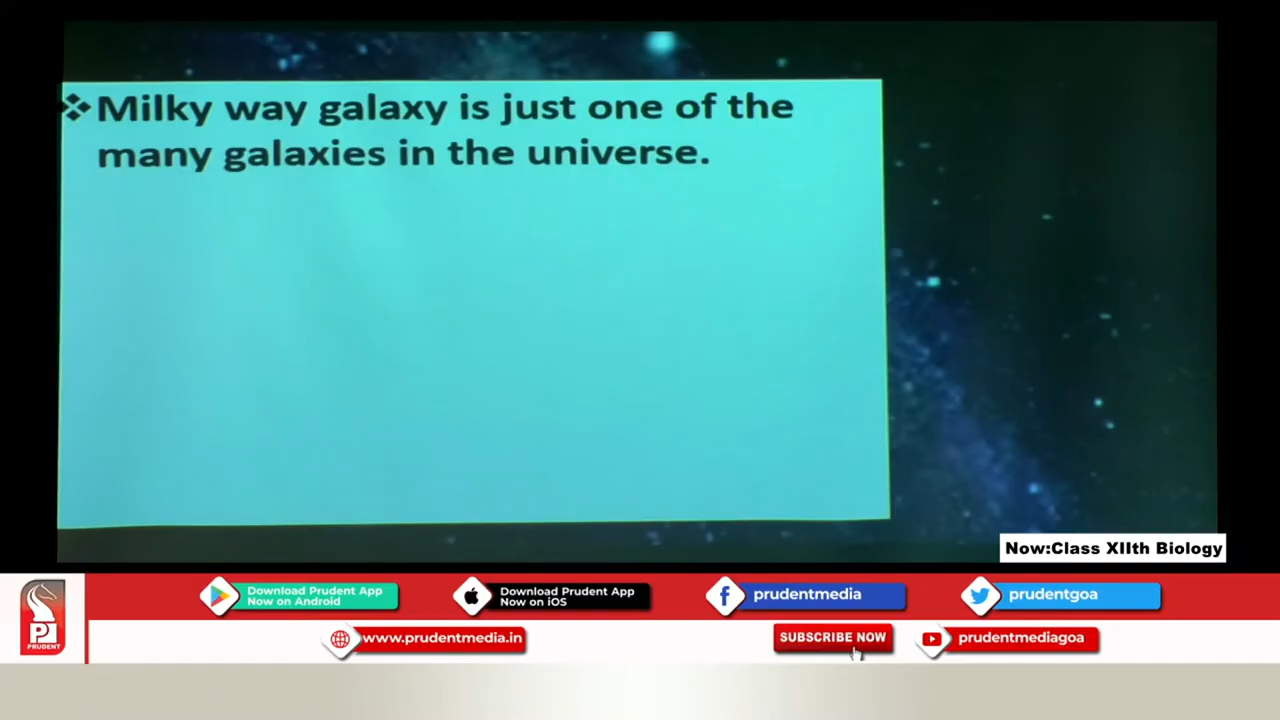 ❖ Milky way galaxy is just one of the
many galaxies in the universe.
Now:Class XIIth Biology
Download Prudent App
Now on Android
Download Prudent App
Now on iOS
prudentmedia
prudentgoa
PRUDENT
www.prudentmedia.in
SUBSCRIBE NOW
prudentmediagoa